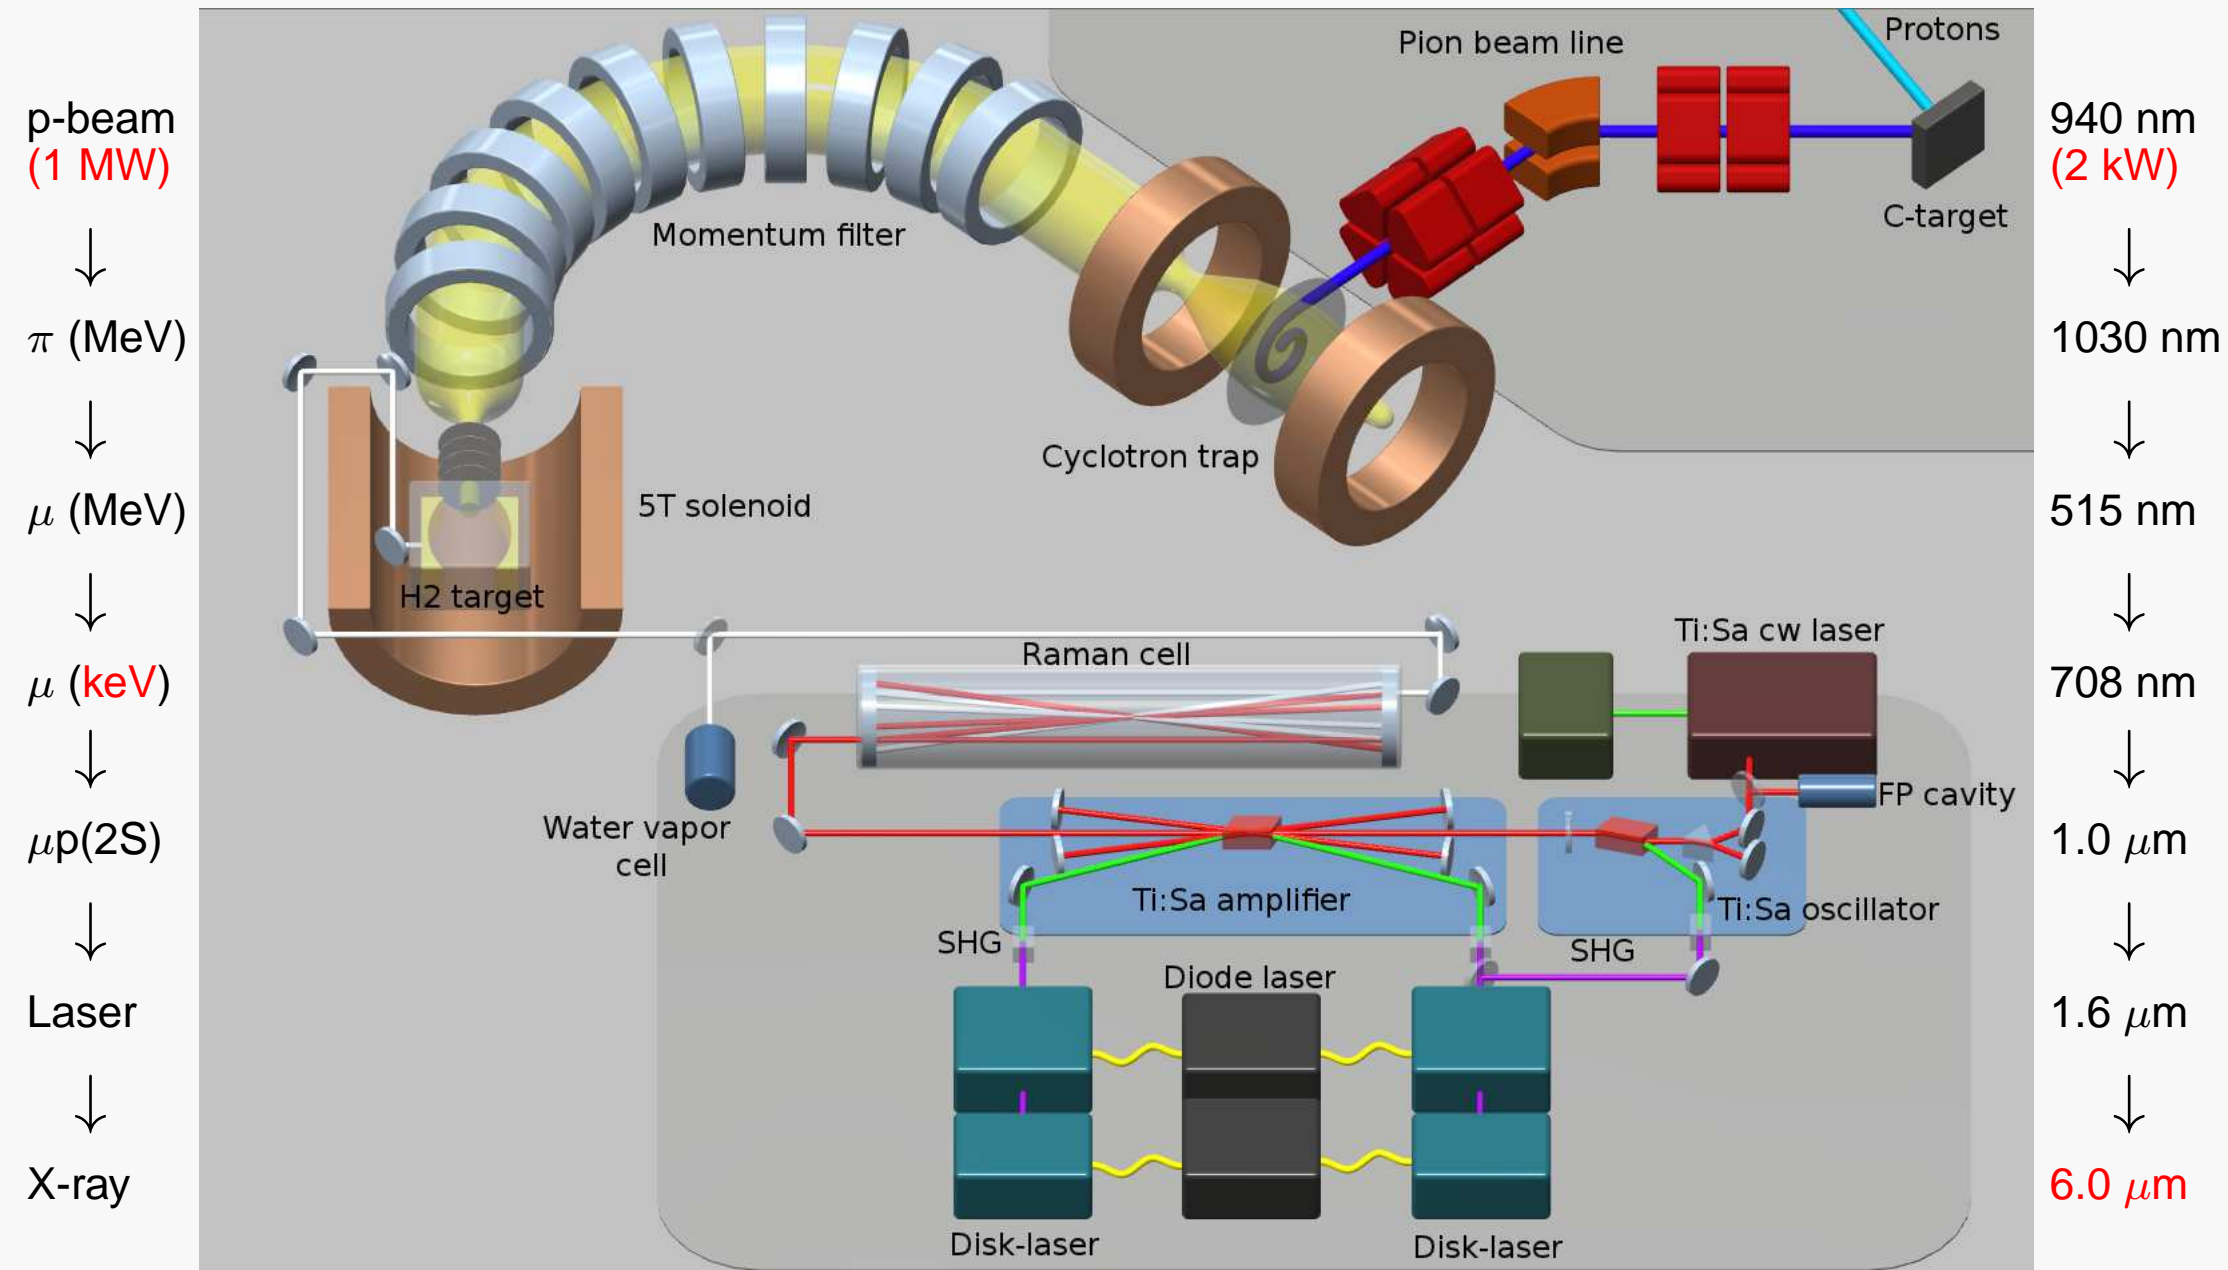 p-beam
(1 MW)
↓
π (MeV)
↓
μ (MeV)
↓
μ (keV)
↓
μp(2S)
↓
Laser
↓
X-ray
Protons
Pion beam line
C-target
Momentum filter
Cyclotron trap
5T solenoid
H2 target
Raman cell
Ti:Sa cw laser
FP cavity
Water vapor
cell
Ti:Sa amplifier
Ti:Sa oscillator
SHG
SHG
Diode laser
Disk-laser
Disk-laser
940 nm
(2 kW)
↓
1030 nm
↓
515 nm
↓
708 nm
↓
1.0 μm
↓
1.6 μm
↓
6.0 μm